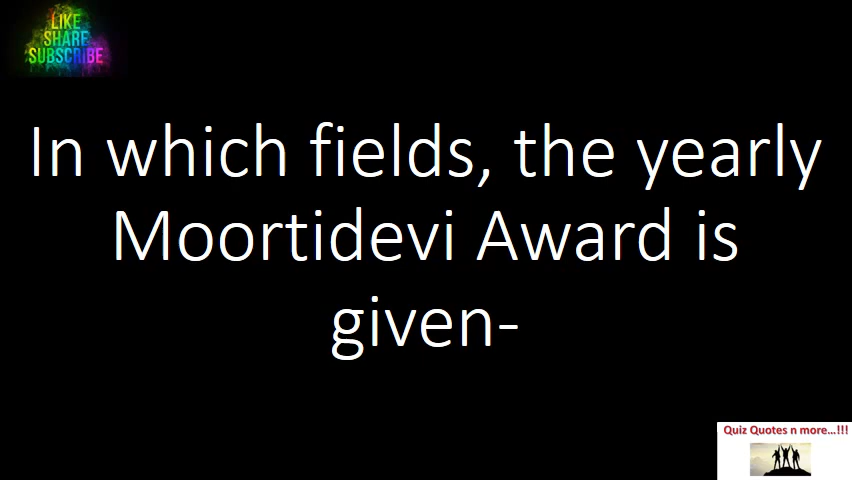 LIKE
SHARE
SUBSCRIBE
In which fields, the yearly
Moortidevi Award is
given-
Quiz Quotes n more...!!!